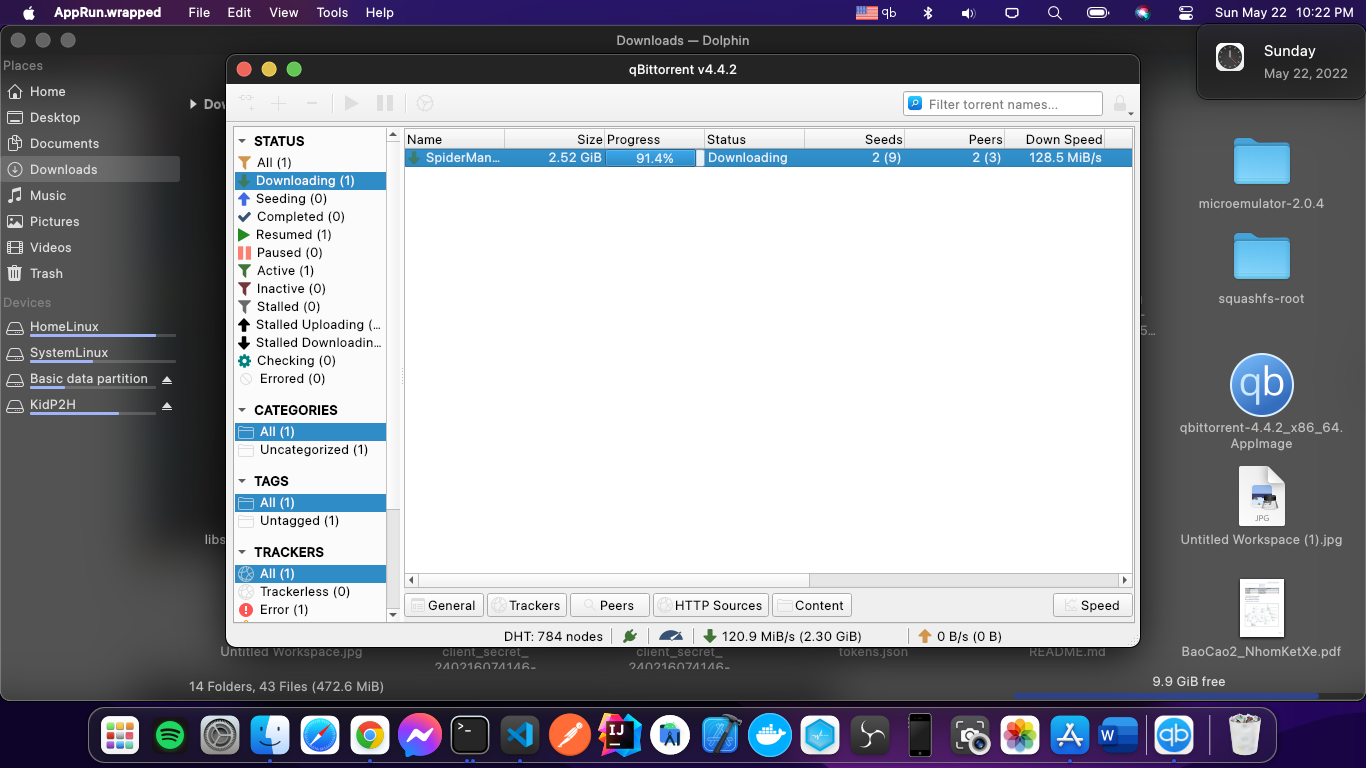 AppRun.wrapped File Edit View Tools Help qb Sun May 22 10:22 PM
Downloads — Dolphin
Sunday
May 22, 2022
Places
Home
Desktop
Documents
Downloads
Music
Pictures
Videos
Trash
Devices
HomeLinux
SystemLinux
Basic data partition
KidP2H
qBittorrent v4.4.2
Filter torrent names...
STATUS
All (1)
Downloading (1)
Seeding (0)
Completed (0)
Resumed (1)
Paused (0)
Active (1)
Inactive (0)
Stalled (0)
Stalled Uploading (...
Stalled Downloadin...
Checking (0)
Errored (0)
CATEGORIES
All (1)
Uncategorized (1)
TAGS
All (1)
Untagged (1)
TRACKERS
All (1)
Trackerless (0)
Error (1)
Name Size Progress Status Seeds Peers Down Speed
SpiderMan... 2.52 GiB 91.4% Downloading 2 (9) 2 (3) 128.5 MiB/s
General Trackers Peers HTTP Sources Content Speed
DHT: 784 nodes 120.9 MiB/s (2.30 GiB) 0 B/s (0 B)
microemulator-2.0.4
squashfs-root
qb
qbittorrent-4.4.2_x86_64.
AppImage
JPG
Untitled Workspace (1).jpg
BaoCao2_NhomKetXe.pdf
libs
Untitled Workspace.jpg
client_secret_
240216074146-
client_secret_
240216074146-
tokens.json
README.md
14 Folders, 43 Files (472.6 MiB)
9.9 GiB free
>_
IJ
W
qb